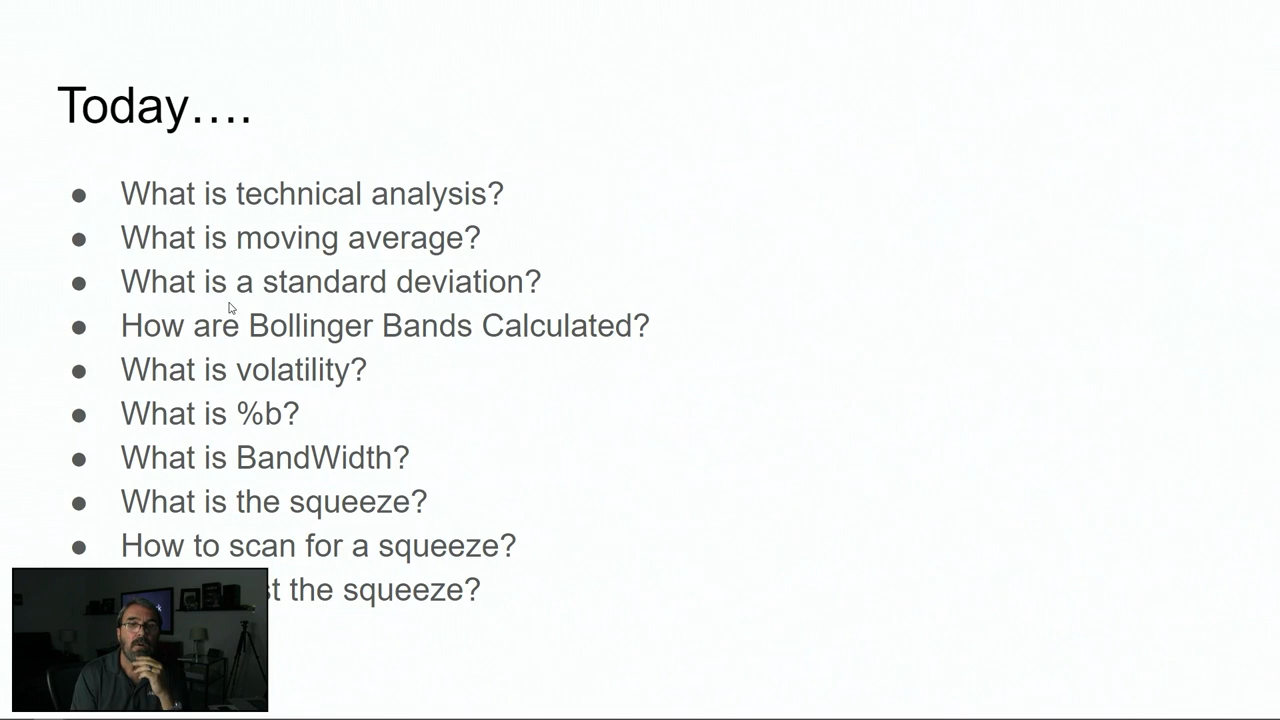 Today….
● What is technical analysis?
● What is moving average?
● What is a standard deviation?
● How are Bollinger Bands Calculated?
● What is volatility?
● What is %b?
● What is BandWidth?
● What is the squeeze?
● How to scan for a squeeze?
the squeeze?